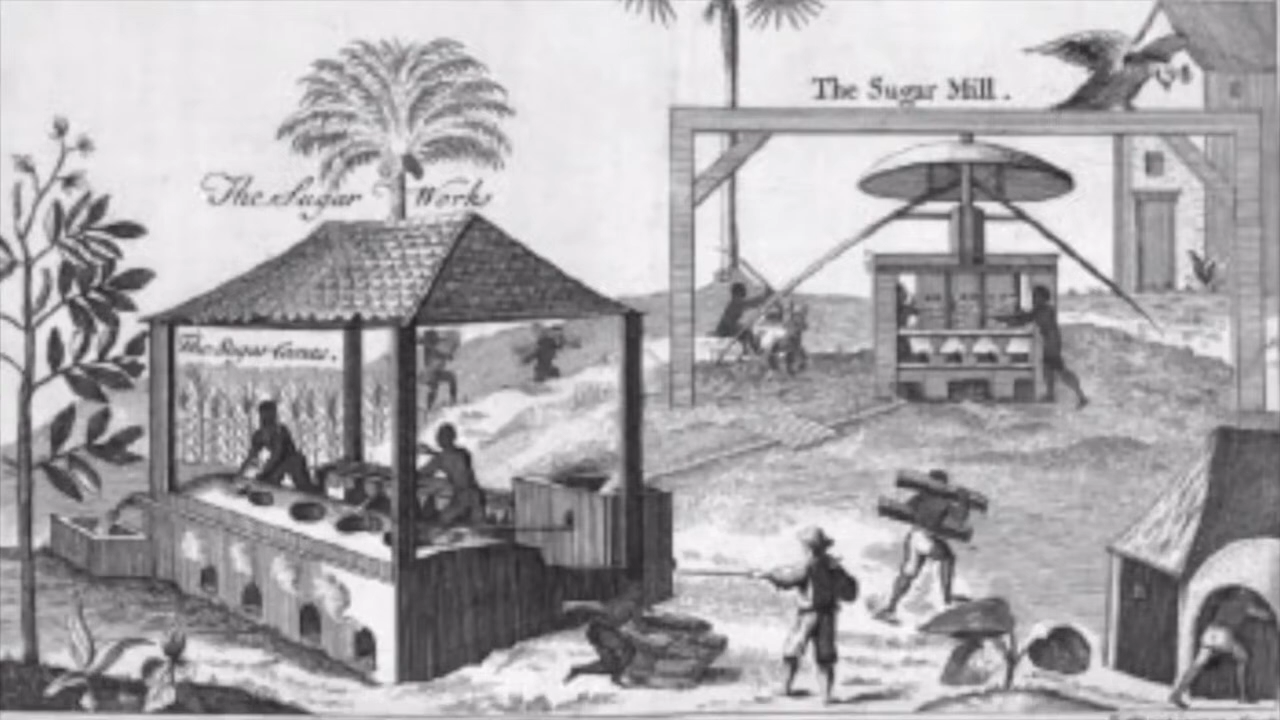 The Sugar Mill.
The Sugar Works
The Sugar Canes.